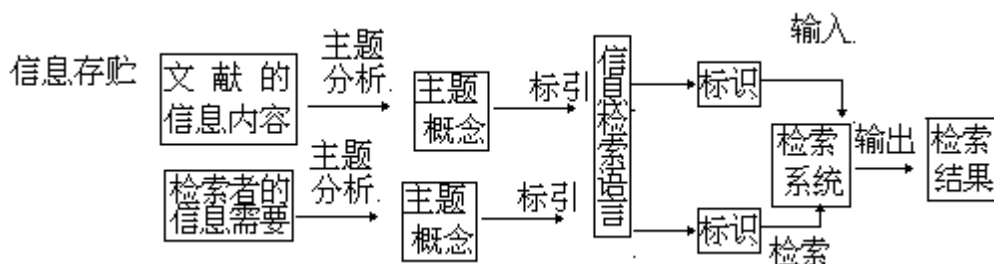 信息存贮
文献的
信息内容
主题
分析
主题
概念
标引
信息检索语言
标识
输入
检索者的
信息需要
主题
分析
主题
概念
标引
标识
检索
检索
系统
输出
检索
结果